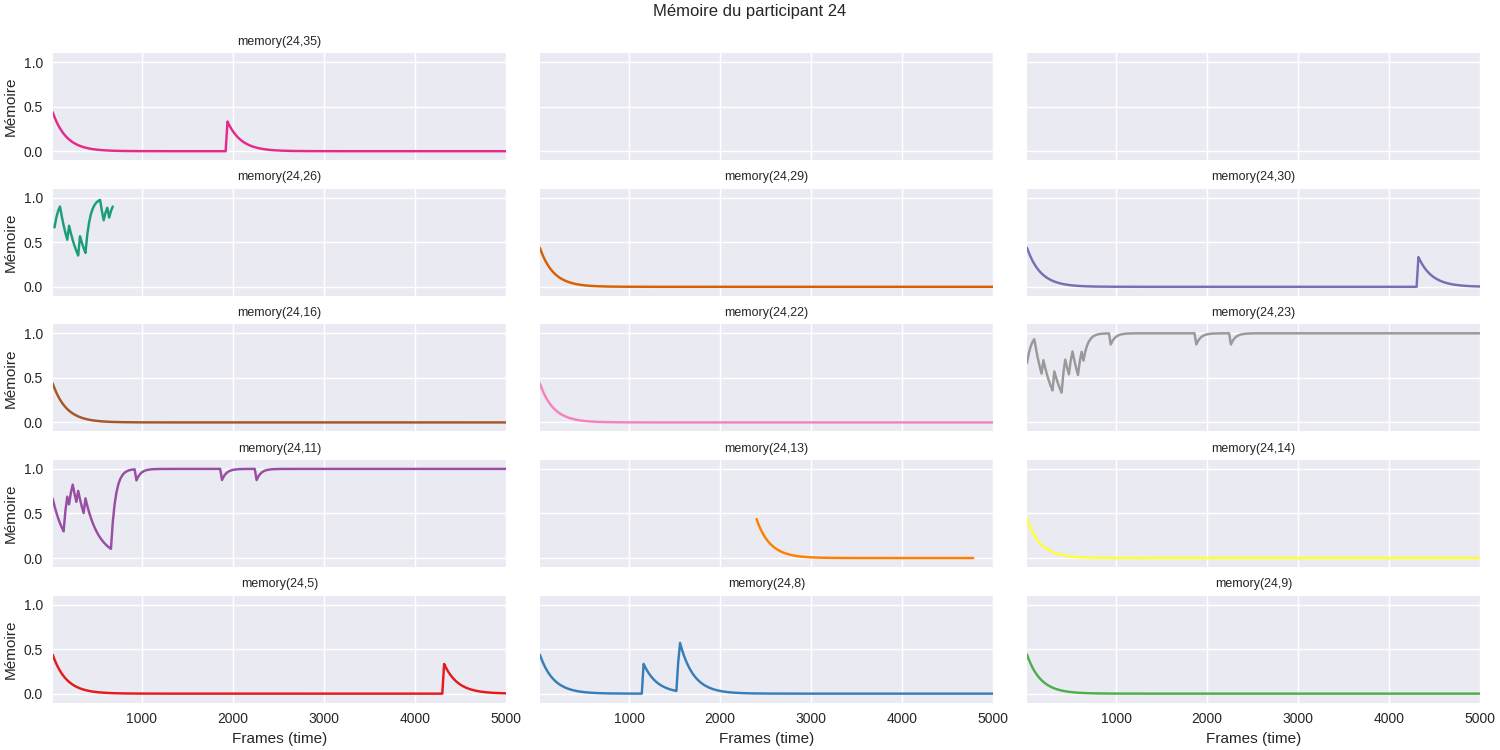 Mémoire du participant 24
memory(24,35)
Mémoire
1.0
0.5
0.0
memory(24,26)
memory(24,29)
memory(24,30)
Mémoire
1.0
0.5
0.0
memory(24,16)
memory(24,22)
memory(24,23)
Mémoire
1.0
0.5
0.0
memory(24,11)
memory(24,13)
memory(24,14)
Mémoire
1.0
0.5
0.0
memory(24,5)
memory(24,8)
memory(24,9)
Mémoire
1.0
0.5
0.0
1000 2000 3000 4000 5000
1000 2000 3000 4000 5000
1000 2000 3000 4000 5000
Frames (time)
Frames (time)
Frames (time)